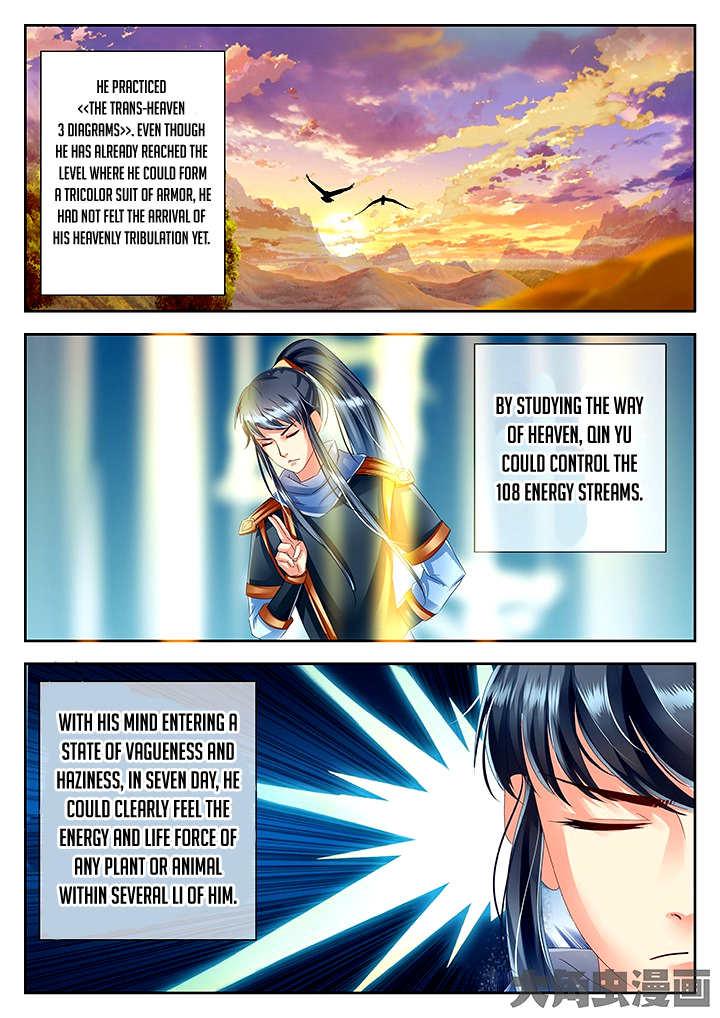 HE PRACTICED
<<THE TRANS-HEAVEN
3 DIAGRAMS>>. EVEN THOUGH
HE HAS ALREADY REACHED THE
LEVEL WHERE HE COULD FORM
A TRICOLOR SUIT OF ARMOR, HE
HAD NOT FELT THE ARRIVAL OF
HIS HEAVENLY TRIBULATION YET.
BY STUDYING THE WAY
OF HEAVEN, QIN YU
COULD CONTROL THE
108 ENERGY STREAMS.
WITH HIS MIND ENTERING A
STATE OF VAGUENESS AND
HAZINESS, IN SEVEN DAY, HE
COULD CLEARLY FEEL THE
ENERGY AND LIFE FORCE OF
ANY PLANT OR ANIMAL
WITHIN SEVERAL LI OF HIM.
大角虫漫画